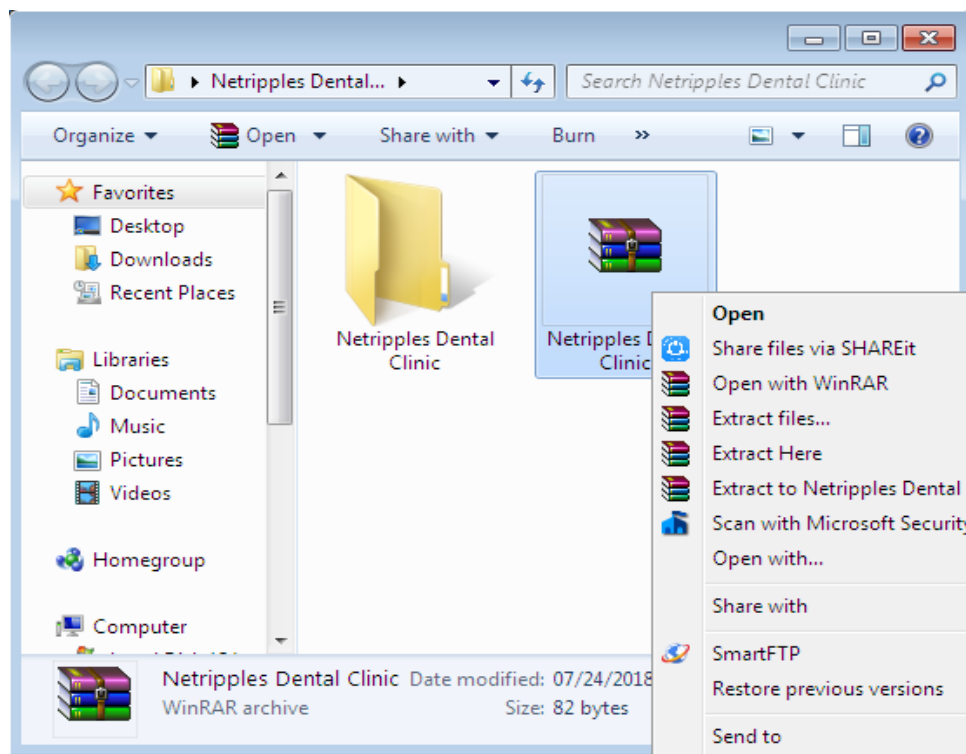 Netripples Dental...
Search Netripples Dental Clinic
Organize
Open
Share with
Burn
»
Favorites
Desktop
Downloads
Recent Places
Libraries
Documents
Music
Pictures
Videos
Homegroup
Computer
Netripples Dental
Clinic
Netripples
Clinic
Open
Share files via SHAREit
Open with WinRAR
Extract files...
Extract Here
Extract to Netripples Dental
Scan with Microsoft Security
Open with...
Share with
SmartFTP
Restore previous versions
Send to
Netripples Dental Clinic Date modified: 07/24/2018
WinRAR archive Size: 82 bytes